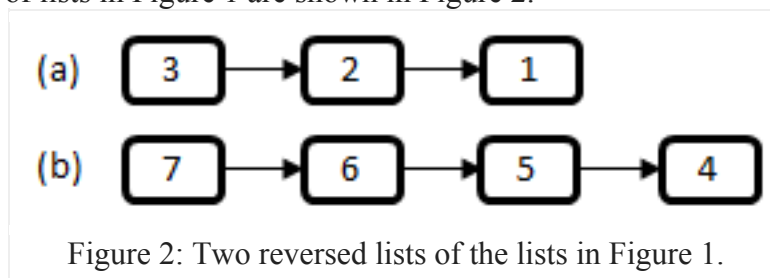 of lists in Figure 1 are shown in Figure 2.
(a) 3 2 1
(b) 7 6 5 4
Figure 2: Two reversed lists of the lists in Figure 1.